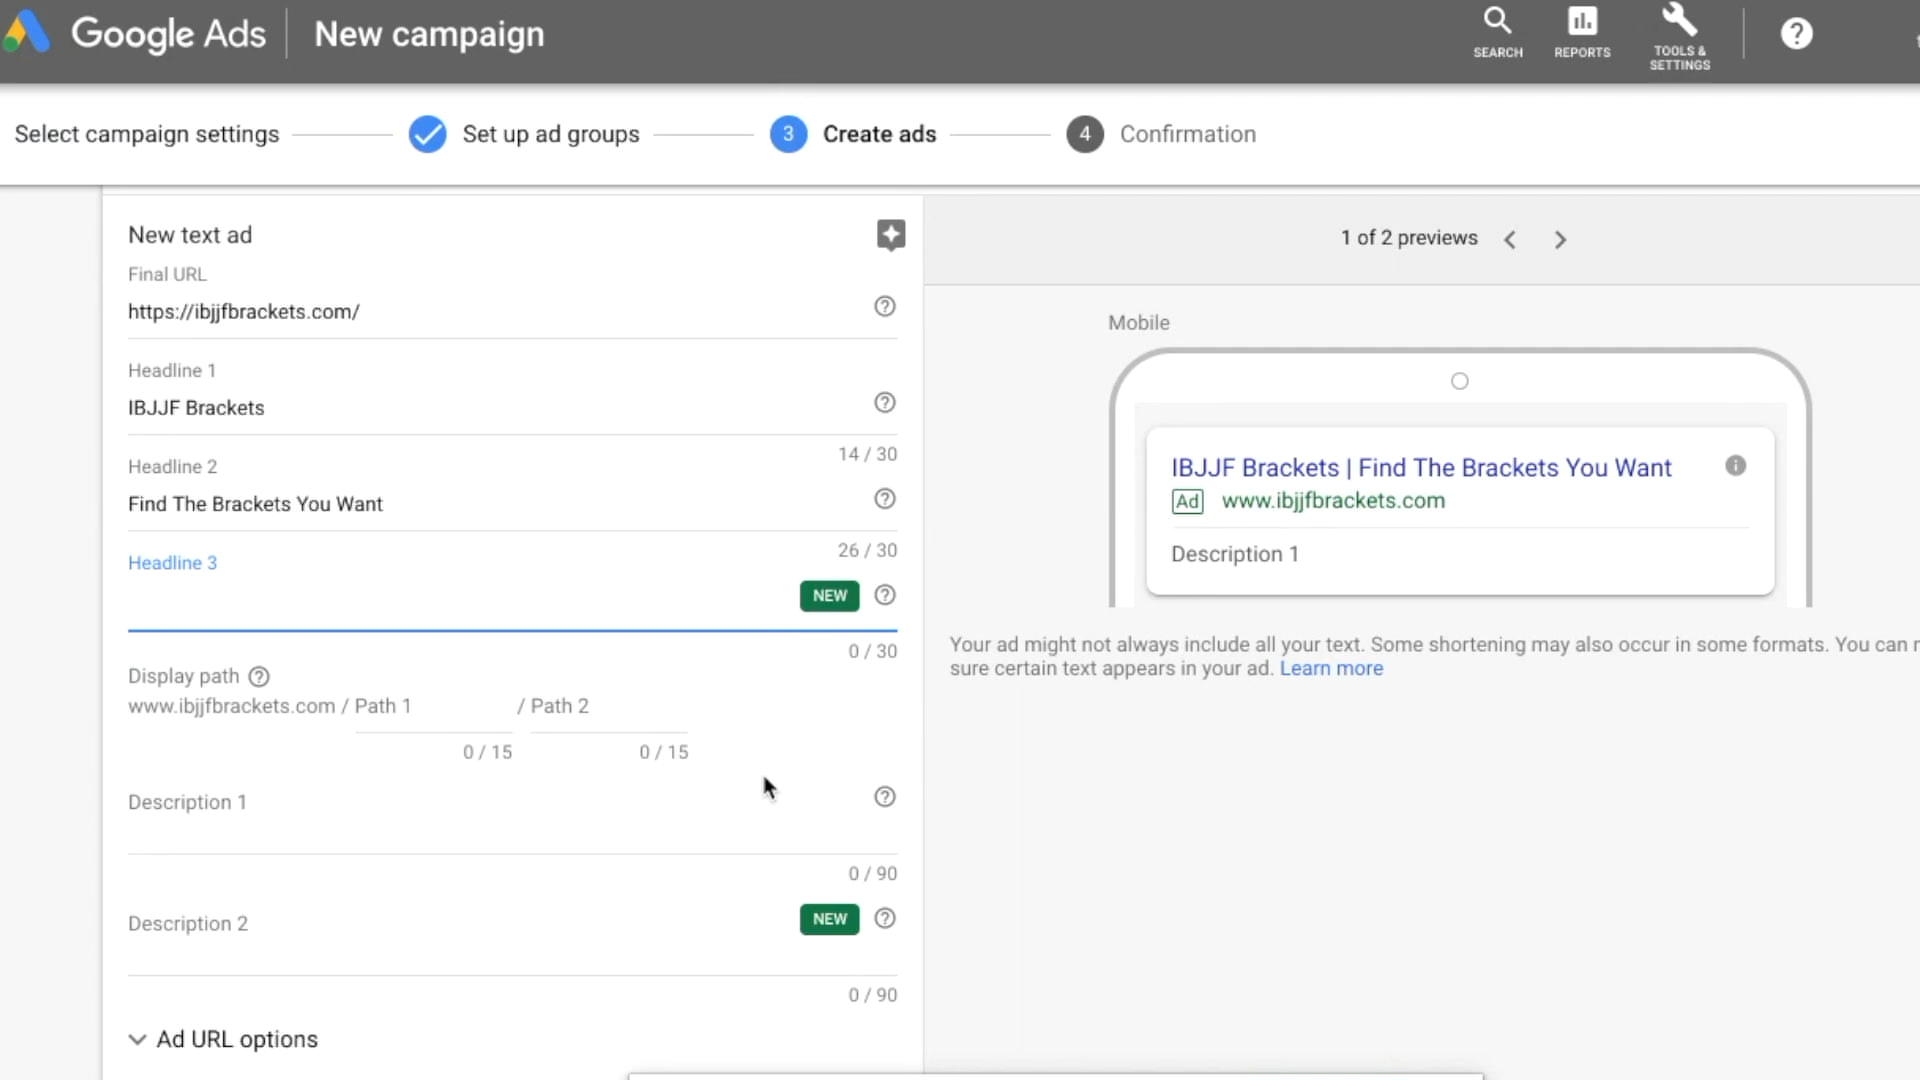 Google Ads New campaign
SEARCH
REPORTS
TOOLS &
SETTINGS
Select campaign settings
Set up ad groups
3 Create ads
4 Confirmation
New text ad
Final URL
https://ibjjfbrackets.com/
Headline 1
IBJJF Brackets
14 / 30
Headline 2
Find The Brackets You Want
26 / 30
Headline 3
NEW
0 / 30
Display path
www.ibjjfbrackets.com / Path 1 / Path 2
0 / 15 0 / 15
Description 1
0 / 90
Description 2
NEW
0 / 90
Ad URL options
1 of 2 previews
Mobile
IBJJF Brackets | Find The Brackets You Want
Ad www.ibjjfbrackets.com
Description 1
Your ad might not always include all your text. Some shortening may also occur in some formats. You can
sure certain text appears in your ad. Learn more